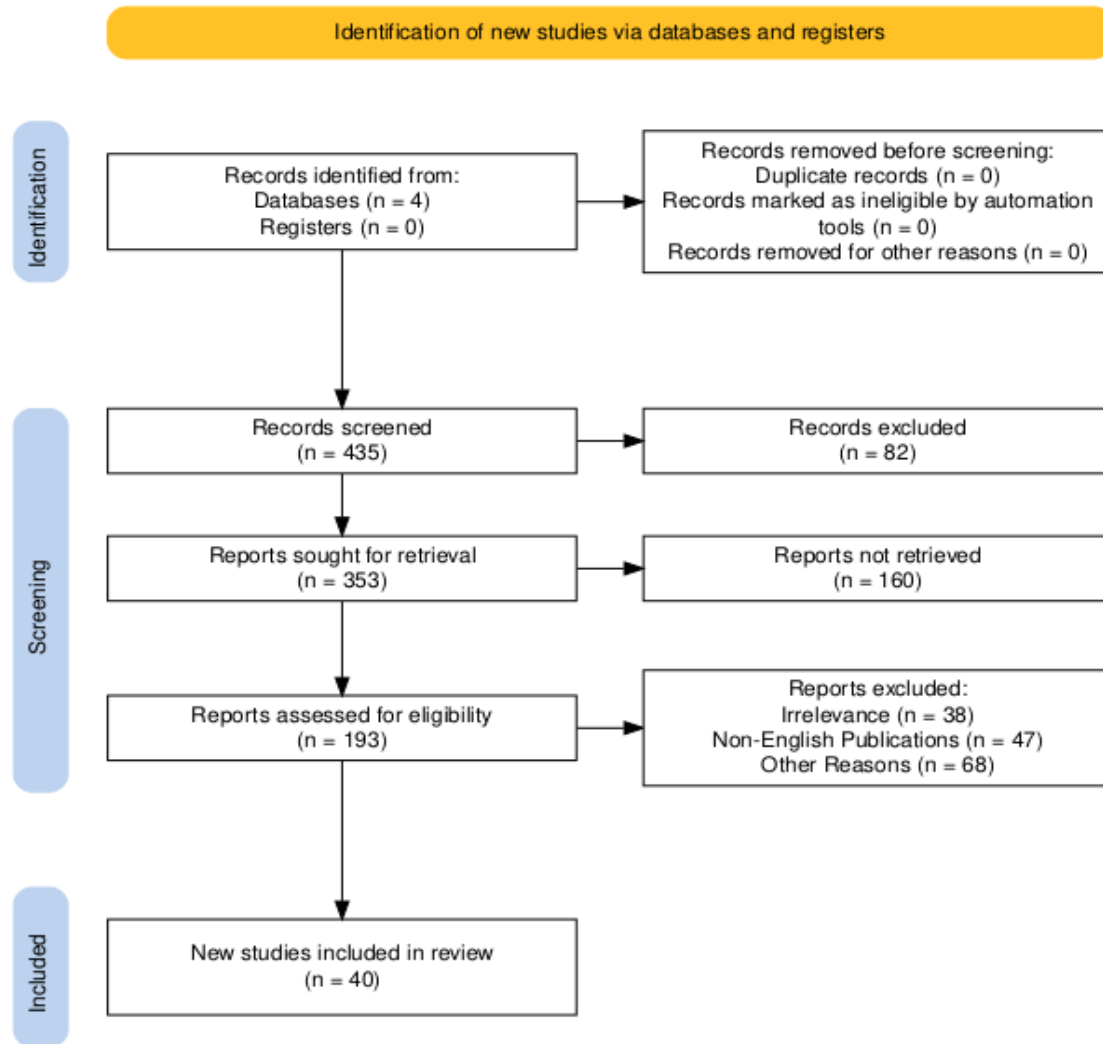 Identification of new studies via databases and registers
Identification
Records identified from:
Databases (n = 4)
Registers (n = 0)
Records removed before screening:
Duplicate records (n = 0)
Records marked as ineligible by automation
tools (n = 0)
Records removed for other reasons (n = 0)
Screening
Records screened
(n = 435)
Records excluded
(n = 82)
Reports sought for retrieval
(n = 353)
Reports not retrieved
(n = 160)
Reports assessed for eligibility
(n = 193)
Reports excluded:
Irrelevance (n = 38)
Non-English Publications (n = 47)
Other Reasons (n = 68)
Included
New studies included in review
(n = 40)